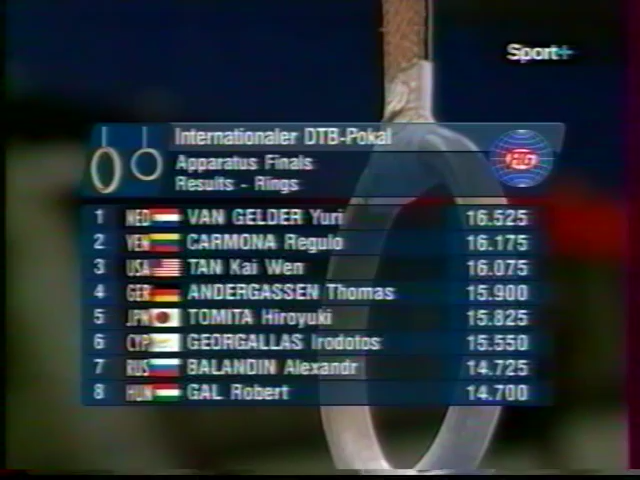 Sport+
Internationaler DTB-Pokal
Apparatus Finals
Results - Rings
FIG
1 NED VAN GELDER Yuri 16.525
2 VEN CARMONA Regulo 16.175
3 USA TAN Kai Wen 16.075
4 GER ANDERGASSEN Thomas 15.900
5 JPN TOMITA Hiroyuki 15.825
6 CYP GEORGALLAS Irodotos 15.550
7 RUS BALANDIN Alexandr 14.725
8 HUN GAL Robert 14.700